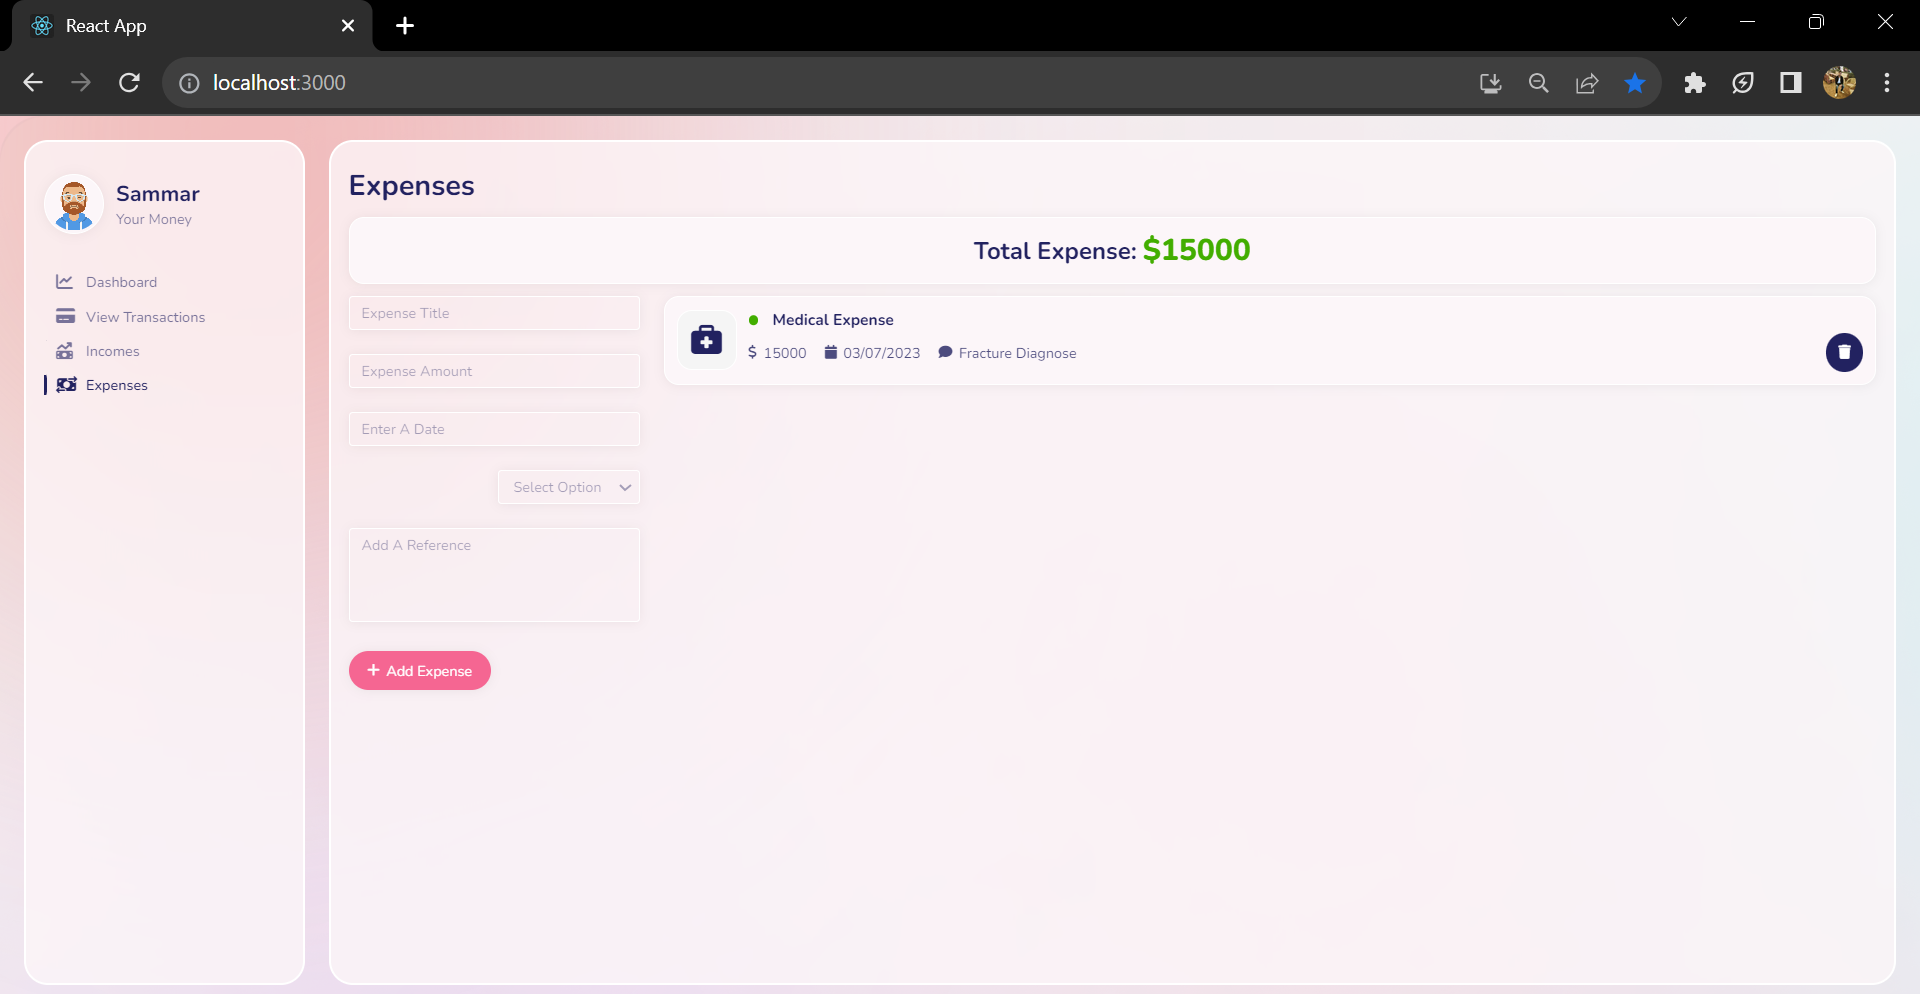 React App
localhost:3000
Sammar
Your Money
Dashboard
View Transactions
Incomes
Expenses
Expenses
Total Expense: $15000
Expense Title
Expense Amount
Enter A Date
Select Option
Add A Reference
+ Add Expense
Medical Expense
$ 15000 03/07/2023 Fracture Diagnose